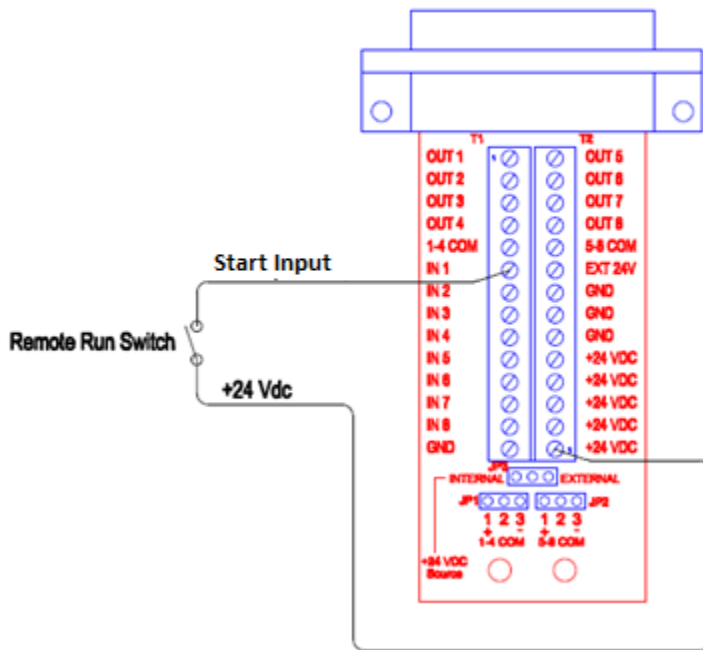 T1 T2
OUT 1 OUT 5
OUT 2 OUT 6
OUT 3 OUT 7
OUT 4 OUT 8
1-4 COM 5-8 COM
Start Input IN 1 EXT 24V
IN 2 GND
IN 3 GND
Remote Run Switch IN 4 GND
IN 5 +24 VDC
+24 Vdc IN 6 +24 VDC
IN 7 +24 VDC
IN 8 +24 VDC
GND +24 VDC
JP3
INTERNAL EXTERNAL
JP1 JP2
1 2 3 1 2 3
+ - + -
1-4 COM 5-8 COM
+24 VDC
Source